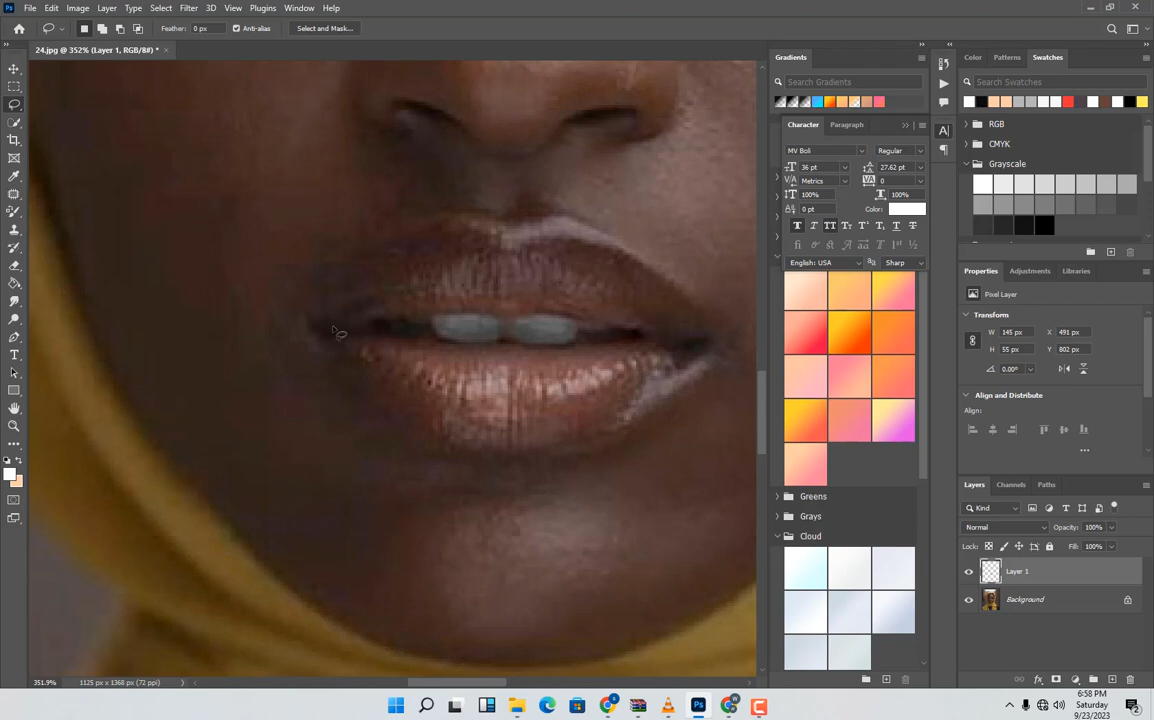 Ps File Edit Image Layer Type Select Filter 3D View Plugins Window Help
Feather: 0 px Anti-alias Select and Mask...
24.jpg @ 352% (Layer 1, RGB/8#) * ×
Gradients
Search Gradients
Character Paragraph
MV Boli Regular
36 pt 27.62 pt
Metrics 0
100% 100%
0 pt Color:
English: USA Sharp
Greens
Grays
Cloud
Color Patterns Swatches
Search Swatches
RGB
CMYK
Grayscale
Properties Adjustments Libraries
Pixel Layer
Transform
W 145 px X 491 px
H 55 px Y 802 px
0.00°
Align and Distribute
Align:
Layers Channels Paths
Kind
Normal Opacity: 100%
Lock: Fill: 100%
Layer 1
Background
351.9% 1125 px x 1368 px (72 ppi)
6:58 PM
Saturday
9/23/2023
2